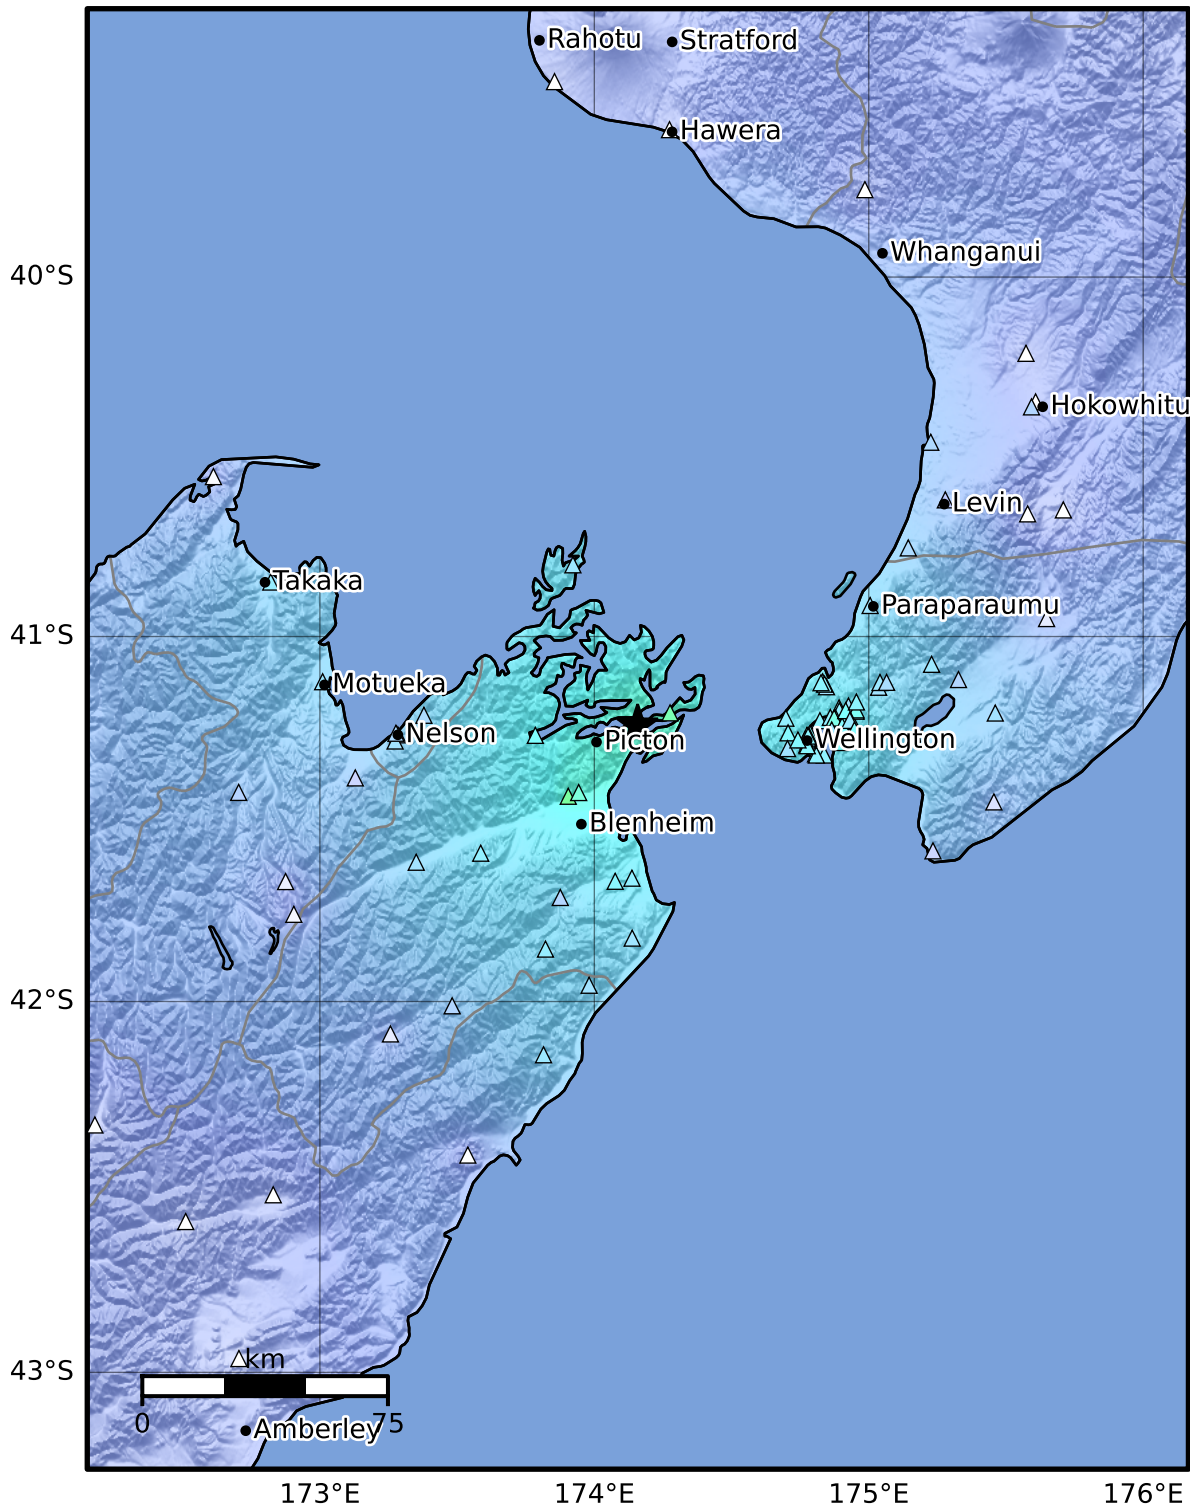 Rahotu
Stratford
Hawera
Whanganui
40°S
Hokowhitu
Levin
Takaka
Paraparaumu
41°S
Motueka
Nelson
Picton
Wellington
Blenheim
42°S
43°S
km
0
75
Amberley
173°E
174°E
175°E
176°E